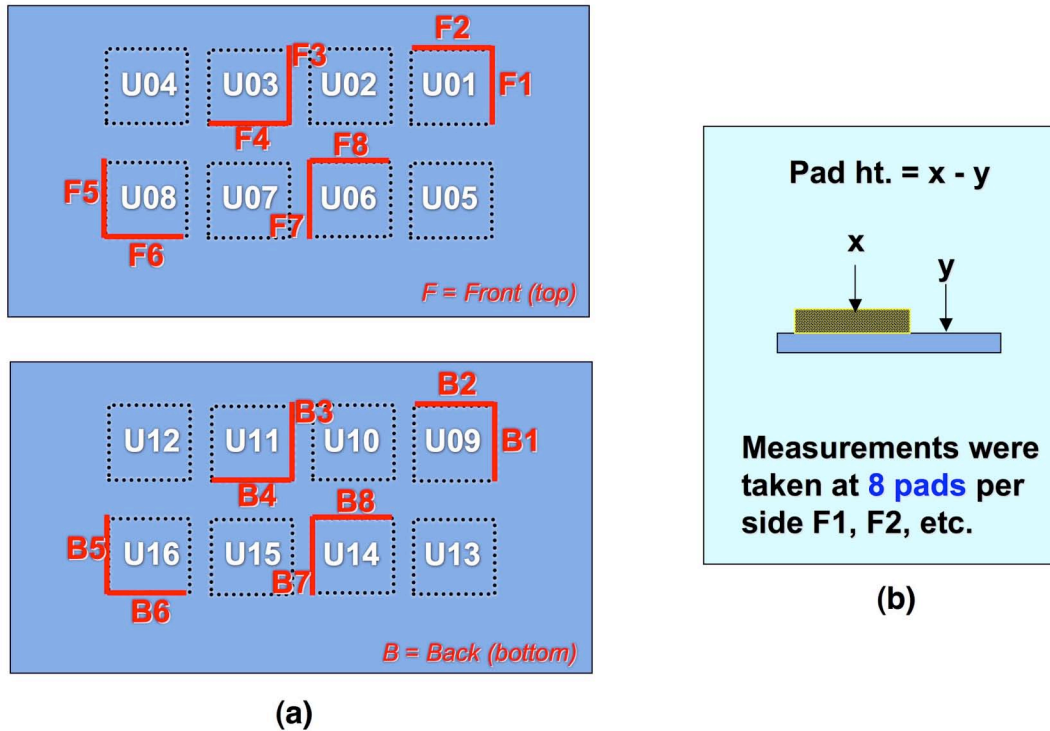 F2
U04 U03 F3 U02 U01 F1
F4 F8
F5 U08 U07 F7 U06 U05
F6
F = Front (top)
B2
U12 U11 B3 U10 U09 B1
B4 B8
B5 U16 U15 B7 U14 U13
B6
B = Back (bottom)
(a)
Pad ht. = x - y
x
y
Measurements were
taken at 8 pads per
side F1, F2, etc.
(b)